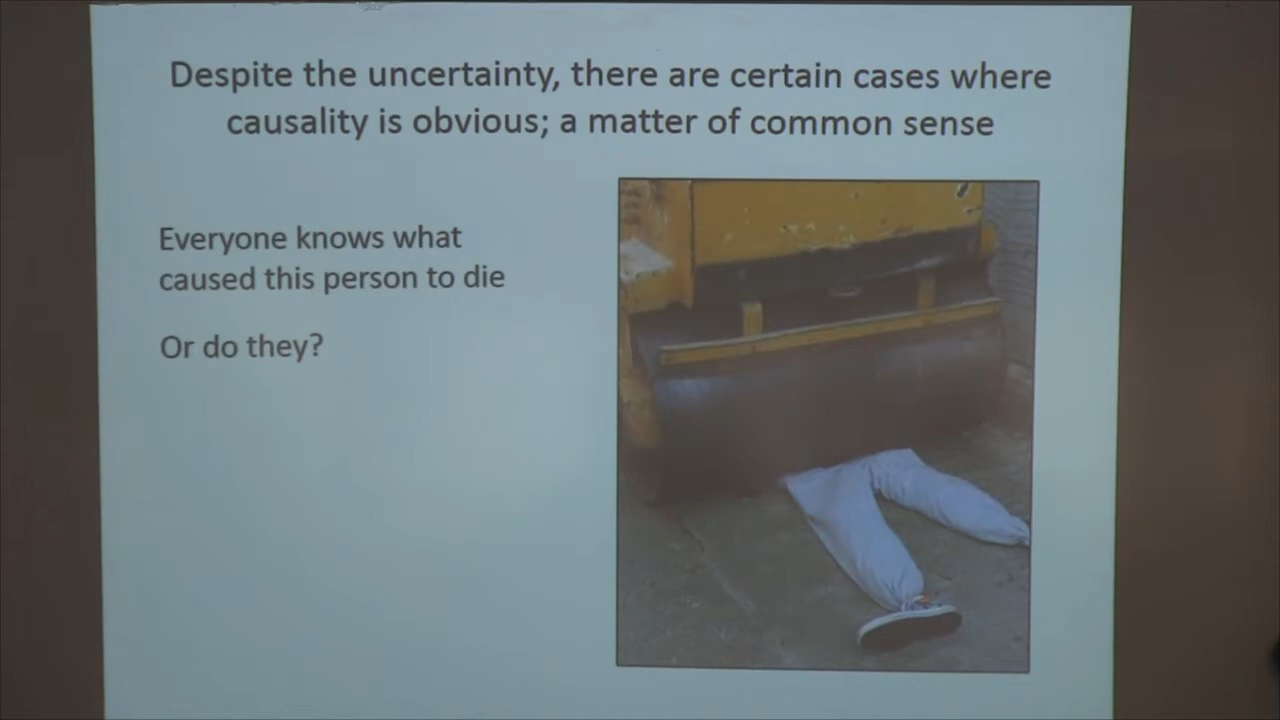 Despite the uncertainty, there are certain cases where
causality is obvious; a matter of common sense
Everyone knows what
caused this person to die
Or do they?